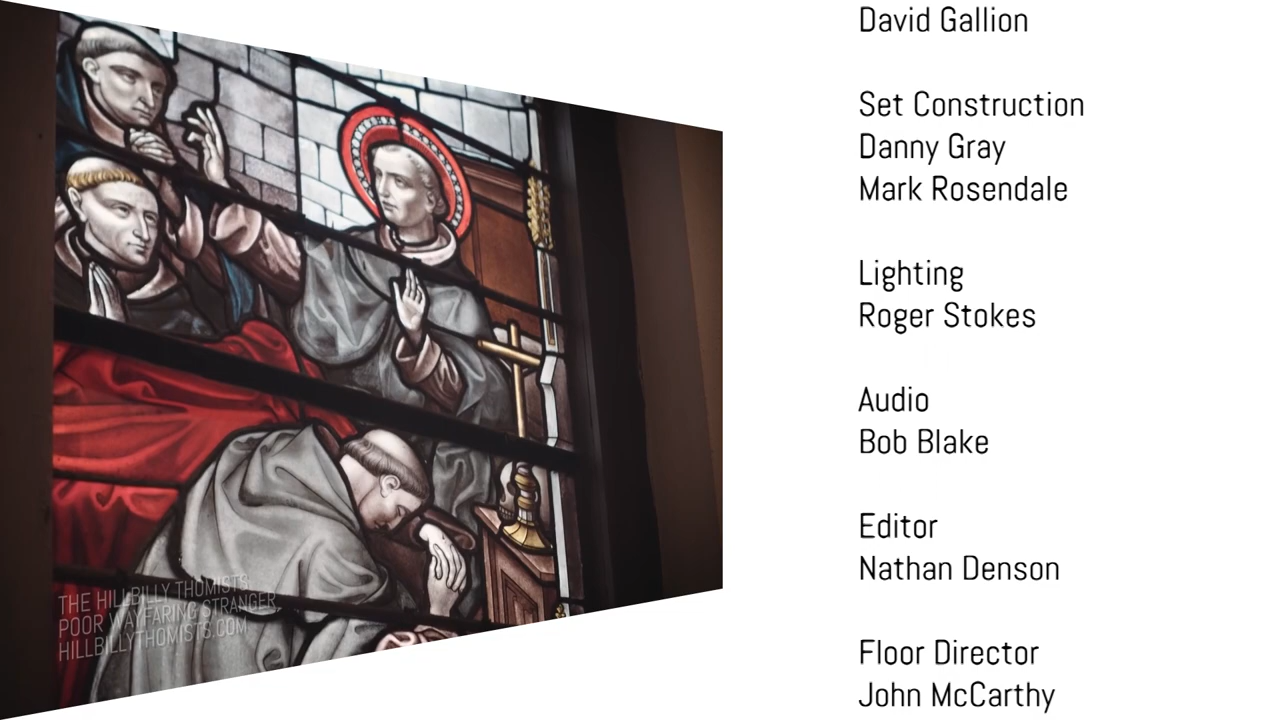 David Gallion
Set Construction
Danny Gray
Mark Rosendale
Lighting
Roger Stokes
Audio
Bob Blake
Editor
Nathan Denson
Floor Director
John McCarthy
THE HILLBILLY THOMISTS
POOR WAYFARING STRANGER
HILLBILLYTHOMISTS.COM